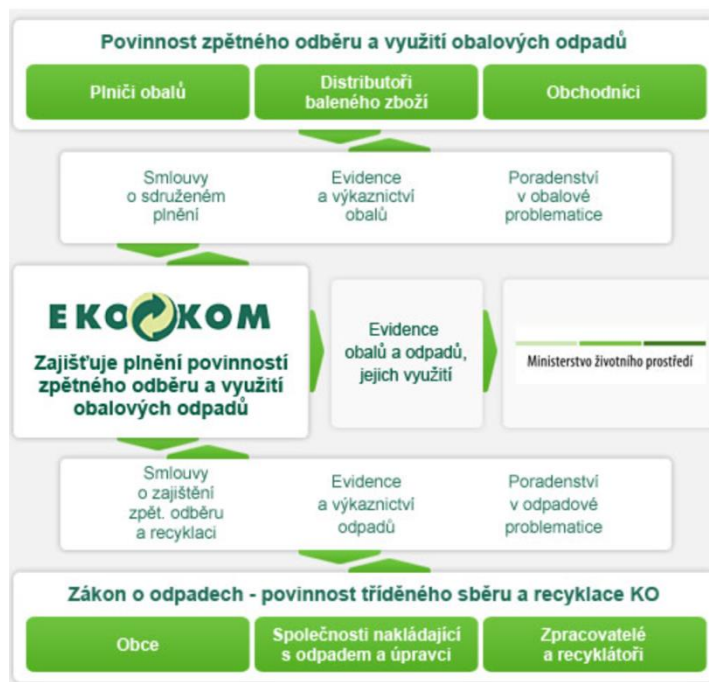 Povinnost zpětného odběru a využití obalových odpadů
Plniči obalů
Distributoři
baleného zboží
Obchodníci
Smlouvy
o sdruženém
plnění
Evidence
a výkaznictví
obalů
Poradenství
v obalové
problematice
EKO KOM
Zajišťuje plnění povinností
zpětného odběru a využití
obalových odpadů
Evidence
obalů a odpadů,
jejich využití
Ministerstvo životního prostředí
Smlouvy
o zajištění
zpět. odběru
a recyklaci
Evidence
a výkaznictví
odpadů
Poradenství
v odpadové
problematice
Zákon o odpadech - povinnost tříděného sběru a recyklace KO
Obce
Společnosti nakládající
s odpadem a úpravci
Zpracovatelé
a recyklátoři